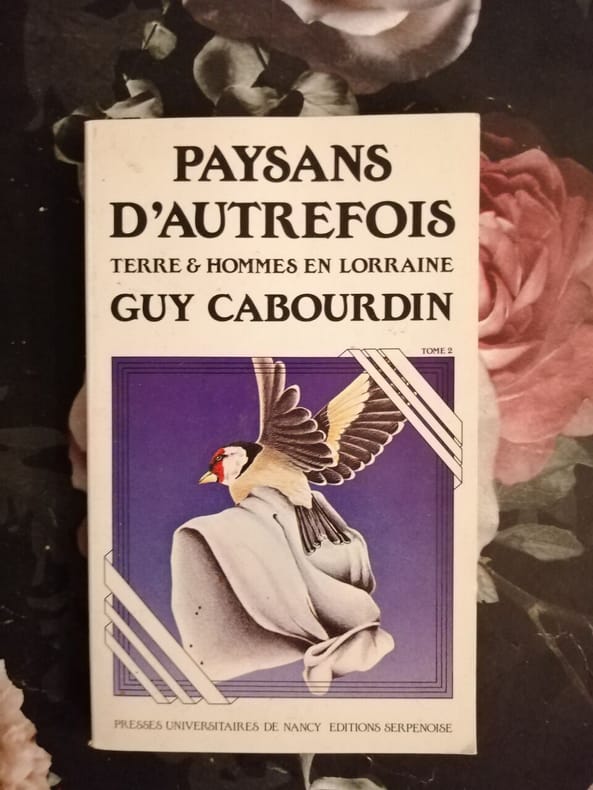 PAYSANS
D'AUTREFOIS
TERRE & HOMMES EN LORRAINE
GUY CABOURDIN
TOME 2
PRESSES UNIVERSITAIRES DE NANCY EDITIONS SERPENOISE